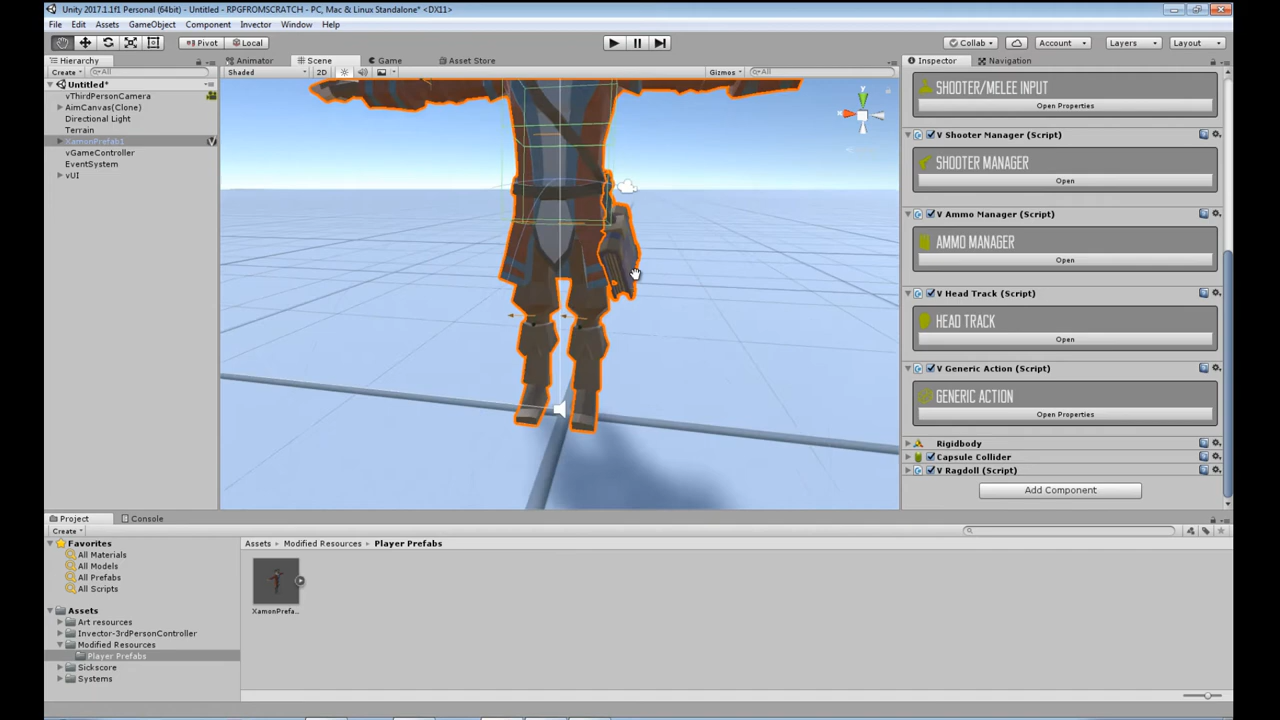 Unity 2017.1.1f1 Personal (64bit) - Untitled - RPGFROMSCRATCH - PC, Mac & Linux Standalone* <DX11>
File Edit Assets GameObject Component Invector Window Help
Pivot Local Collab Account Layers Layout
Hierarchy Animator Scene Game Asset Store Inspector Navigation
Create All Shaded 2D Gizmos All
Untitled*
vThirdPersonCamera
AimCanvas(Clone)
Directional Light
Terrain
XamonPrefab1
vGameController
EventSystem
vUI
y
SHOOTER/MELEE INPUT
Open Properties
V Shooter Manager (Script)
SHOOTER MANAGER
Open
V Ammo Manager (Script)
AMMO MANAGER
Open
V Head Track (Script)
HEAD TRACK
Open
V Generic Action (Script)
GENERIC ACTION
Open Properties
Rigidbody
Capsule Collider
V Ragdoll (Script)
Add Component
Project Console
Create
Favorites
All Materials
All Models
All Prefabs
All Scripts
Assets
Art resources
Invector-3rdPersonController
Modified Resources
Player Prefabs
Sickscore
Systems
Assets Modified Resources Player Prefabs
XamonPrefa...